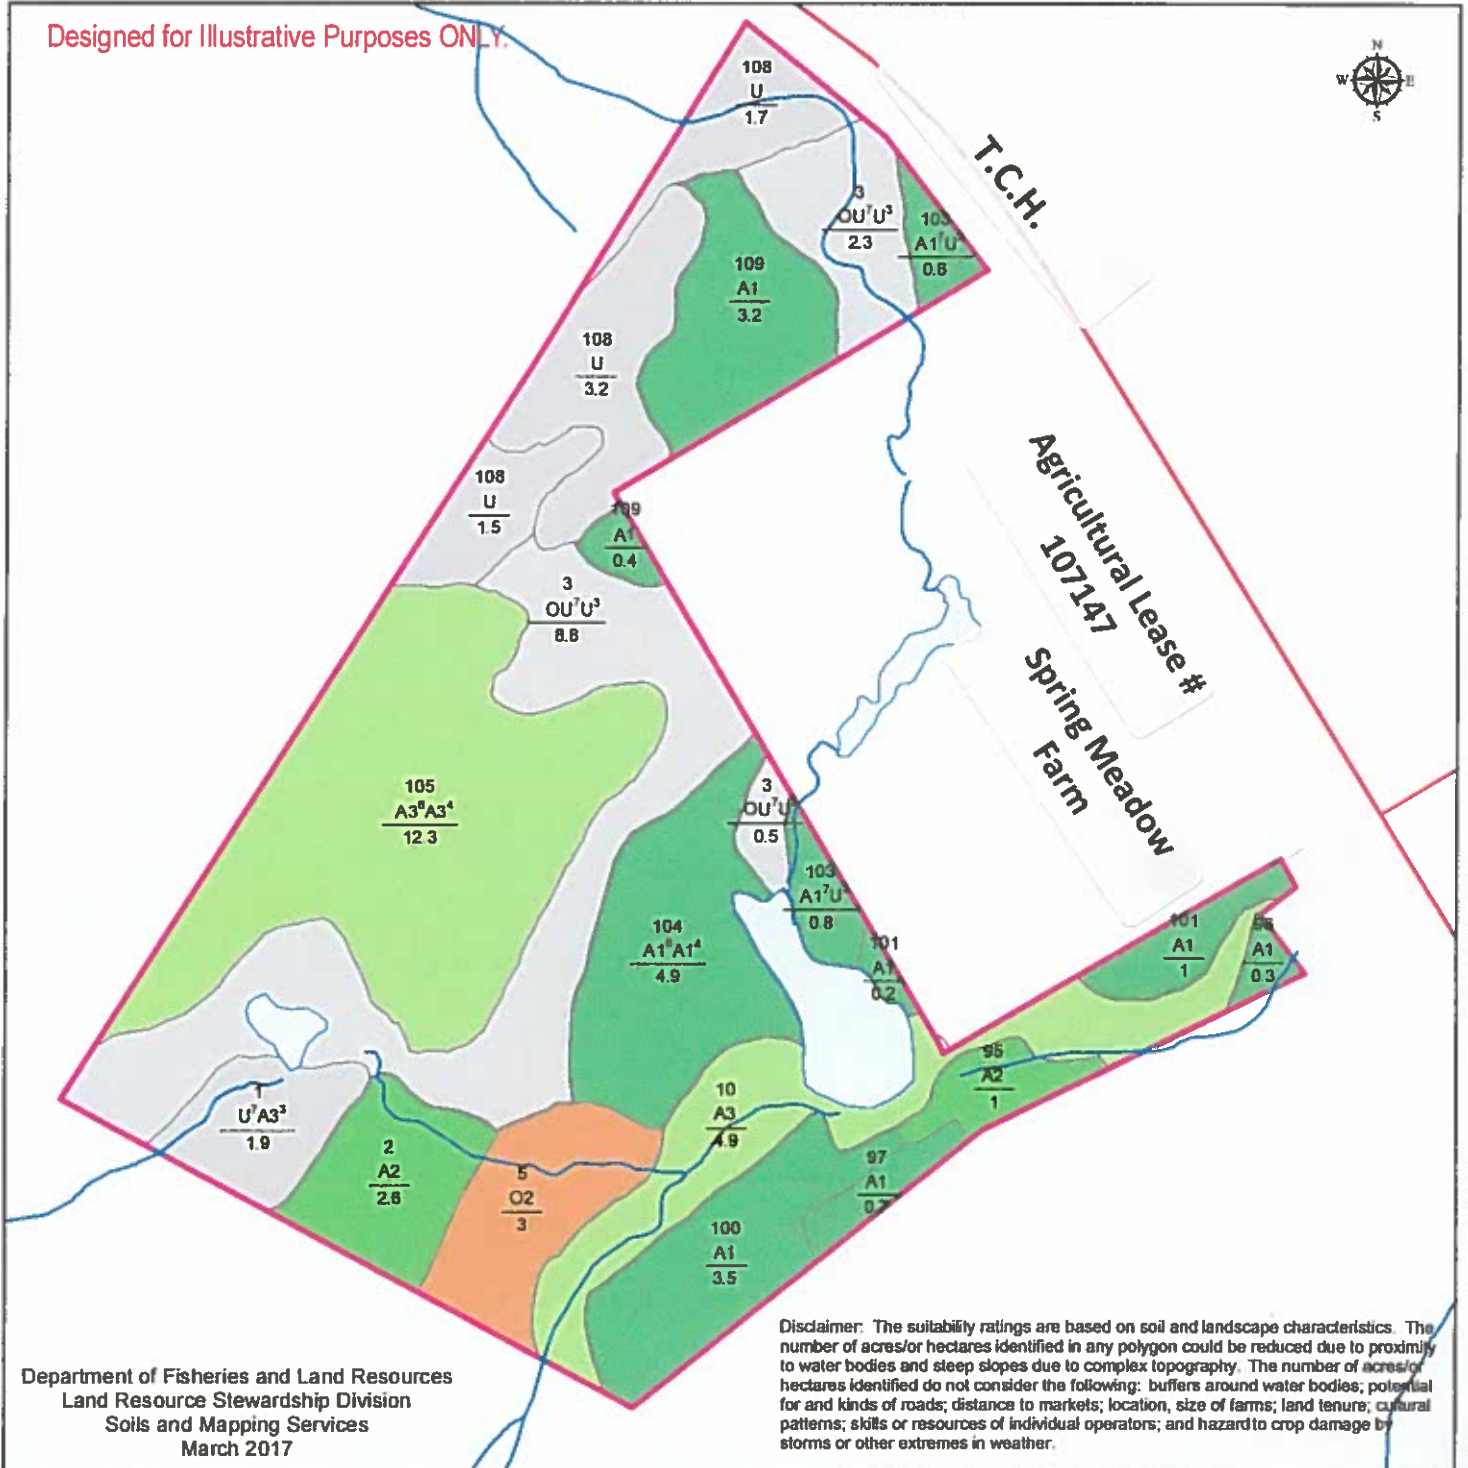 Designed for Illustrative Purposes ONLY.
N
W E
S
T.C.H.
108
U
1.7
3
OU⁷U³
2.3
103
A1⁷U³
0.8
109
A1
3.2
108
U
3.2
108
U
1.5
109
A1
0.4
3
OU⁷U³
8.8
Agricultural Lease #
107147
Spring Meadow
Farm
105
A3⁶A3⁴
12.3
3
OU⁷U³
0.5
103
A1⁷U³
0.8
104
A1⁶A1⁴
4.9
101
A1
0.2
101
A1
1
A1
0.3
95
A2
1
10
A3
4.9
1
U⁷A3³
1.9
2
A2
2.6
5
O2
3
97
A1
0.7
100
A1
3.5
Department of Fisheries and Land Resources
Land Resource Stewardship Division
Soils and Mapping Services
March 2017
Disclaimer: The suitability ratings are based on soil and landscape characteristics. The
number of acres/or hectares identified in any polygon could be reduced due to proximity
to water bodies and steep slopes due to complex topography. The number of acres/or
hectares identified do not consider the following: buffers around water bodies; potential
for and kinds of roads; distance to markets; location, size of farms; land tenure; cultural
patterns; skills or resources of individual operators; and hazard to crop damage by
storms or other extremes in weather.